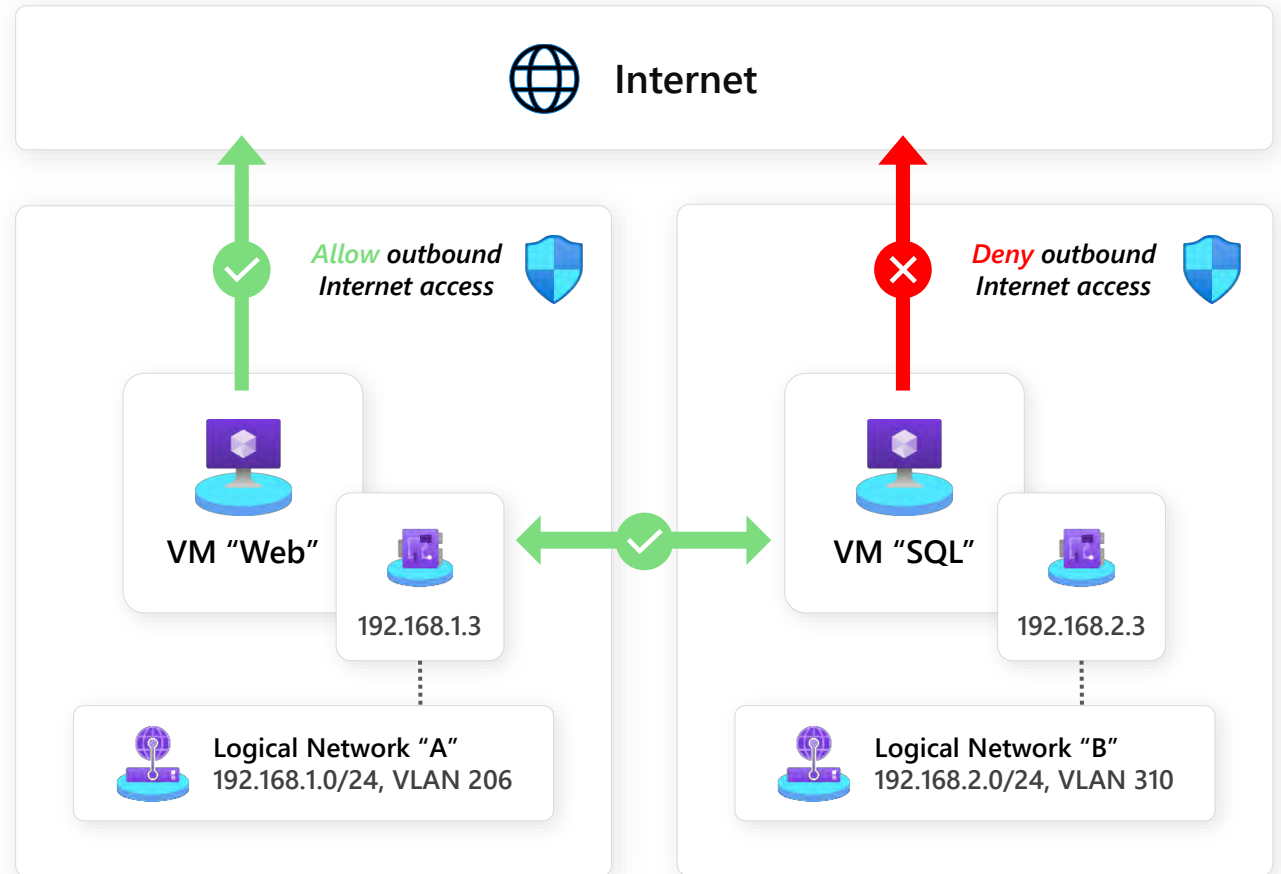 Internet
Allow outbound
Internet access
Deny outbound
Internet access
VM “Web”
192.168.1.3
VM “SQL”
192.168.2.3
Logical Network “A”
192.168.1.0/24, VLAN 206
Logical Network “B”
192.168.2.0/24, VLAN 310